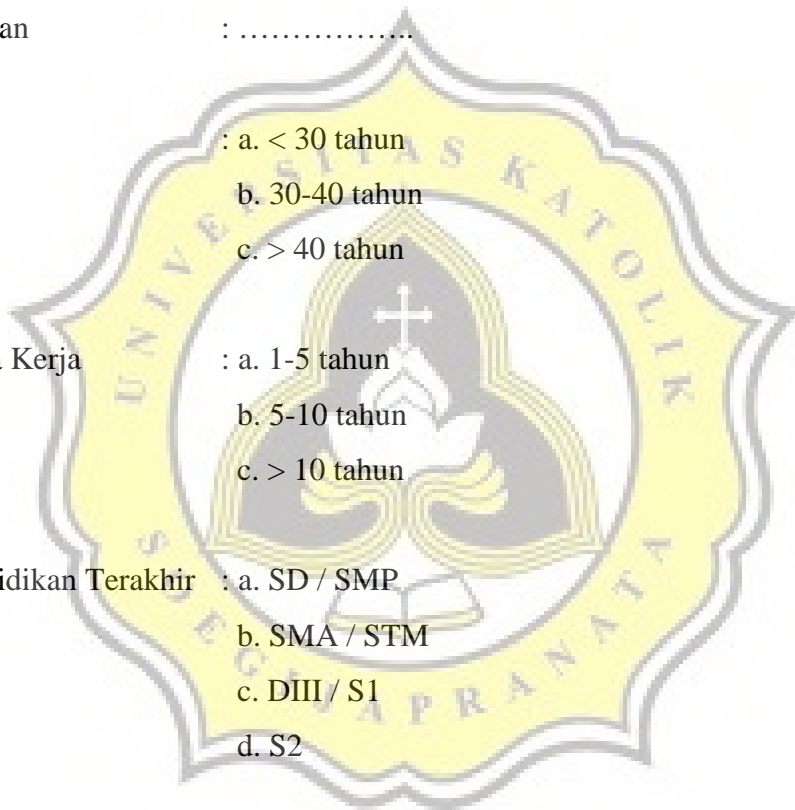 an : ……………..
: a. < 30 tahun
b. 30-40 tahun
c. > 40 tahun
a Kerja : a. 1-5 tahun
b. 5-10 tahun
c. > 10 tahun
idikan Terakhir : a. SD / SMP
b. SMA / STM
c. DIII / S1
d. S2
UNIVERSITAS KATOLIK
SOEGIJAPRANATA